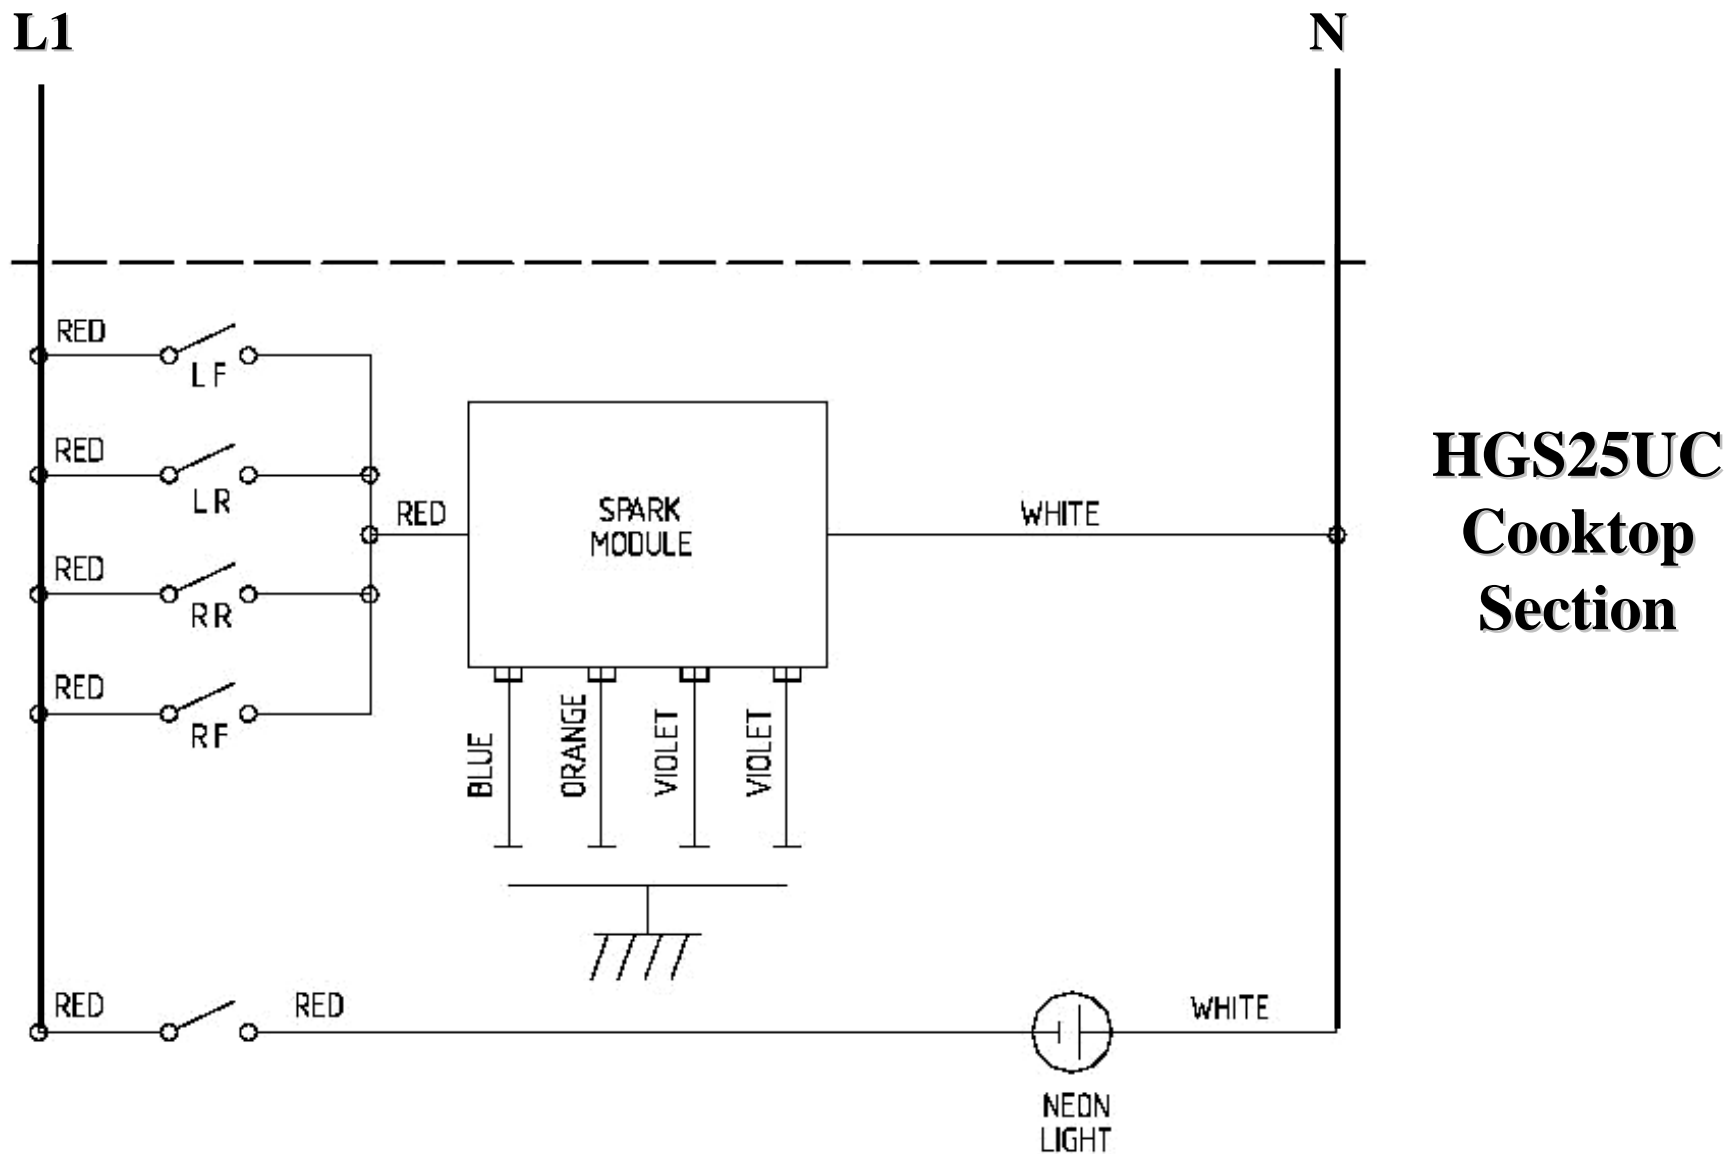 L1
N
RED
LF
RED
LR
RED
SPARK
MODULE
WHITE
HGS25UC
Cooktop
Section
RED
RR
RED
RF
BLUE
ORANGE
VIOLET
VIOLET
RED
RED
WHITE
NEON
LIGHT